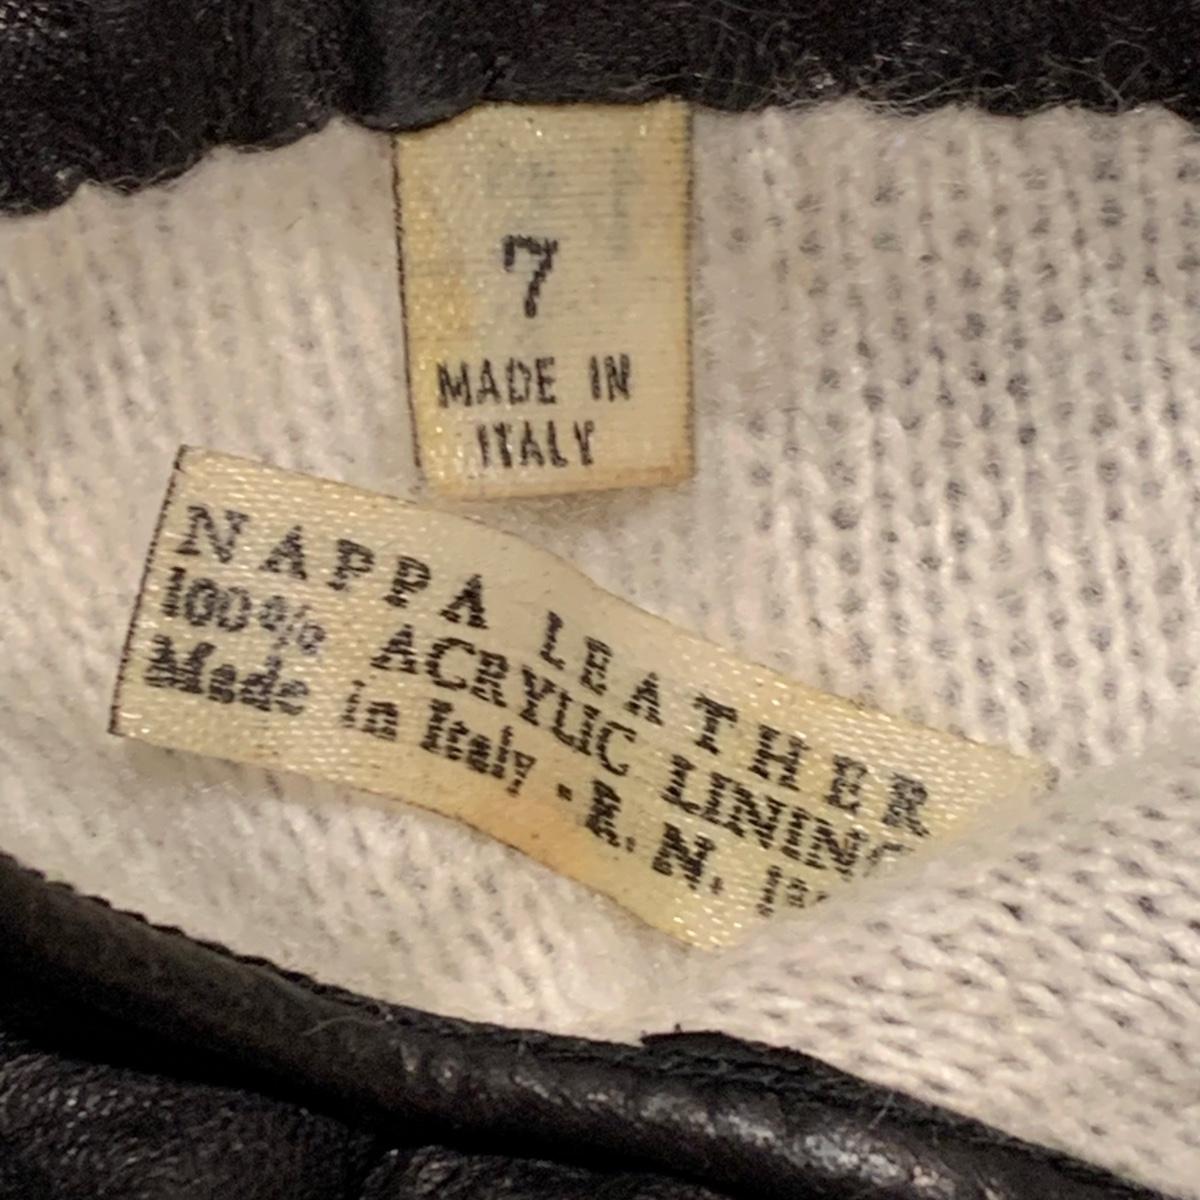 7
MADE IN
ITALY
NAPPA LEATHER
100% ACRYLIC LINING
Made in Italy - R. N.